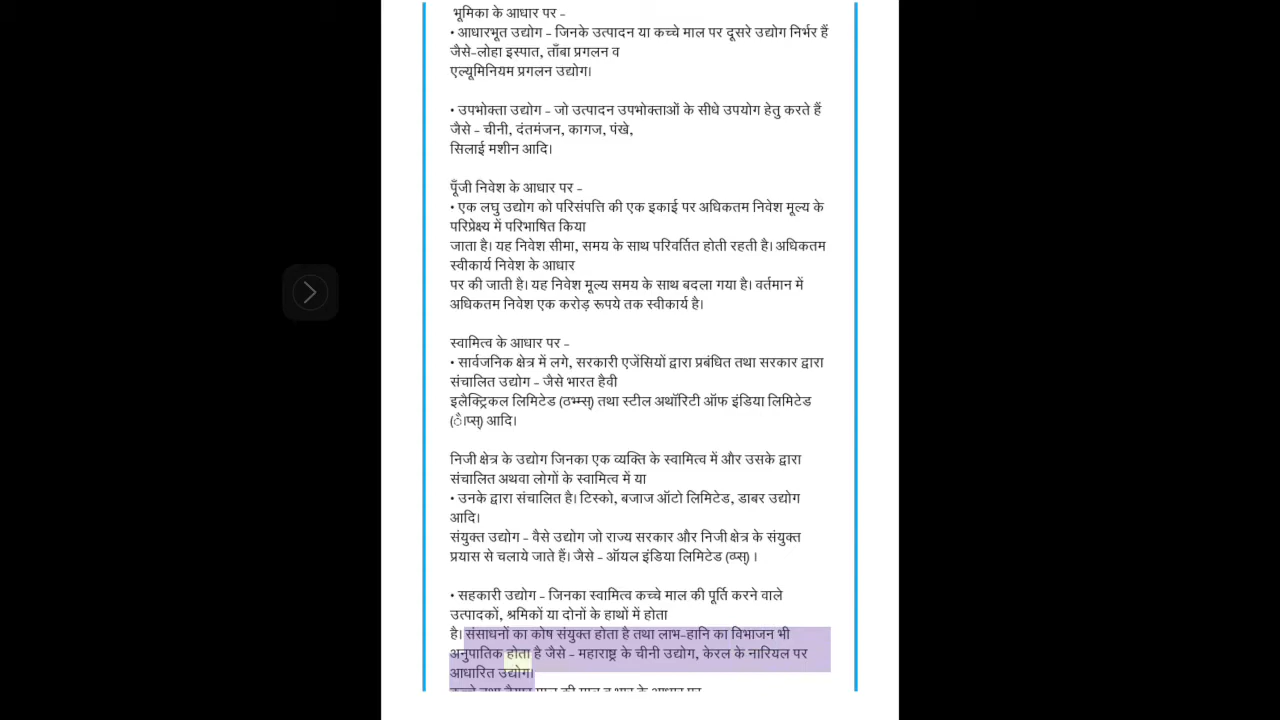 भूमिका के आधार पर -
• आधारभूत उद्योग - जिनके उत्पादन या कच्चे माल पर दूसरे उद्योग निर्भर हैं
जैसे-लोहा इस्पात, ताँबा प्रगलन व
एल्यूमिनियम प्रगलन उद्योग।
• उपभोक्ता उद्योग - जो उत्पादन उपभोक्ताओं के सीधे उपयोग हेतु करते हैं
जैसे - चीनी, दंतमंजन, कागज, पंखे,
सिलाई मशीन आदि।
पूँजी निवेश के आधार पर -
• एक लघु उद्योग को परिसंपत्ति की एक इकाई पर अधिकतम निवेश मूल्य के
परिप्रेक्ष्य में परिभाषित किया
जाता है। यह निवेश सीमा, समय के साथ परिवर्तित होती रहती है। अधिकतम
स्वीकार्य निवेश के आधार
पर की जाती है। यह निवेश मूल्य समय के साथ बदला गया है। वर्तमान में
अधिकतम निवेश एक करोड़ रूपये तक स्वीकार्य है।
स्वामित्व के आधार पर -
• सार्वजनिक क्षेत्र में लगे, सरकारी एजेंसियों द्वारा प्रबंधित तथा सरकार द्वारा
संचालित उद्योग - जैसे भारत हैवी
इलैक्ट्रिकल लिमिटेड (ठभ्म्स्) तथा स्टील अथॉरिटी ऑफ इंडिया लिमिटेड
(ै।प्स्) आदि।
निजी क्षेत्र के उद्योग जिनका एक व्यक्ति के स्वामित्व में और उसके द्वारा
संचालित अथवा लोगों के स्वामित्व में या
• उनके द्वारा संचालित है। टिस्को, बजाज ऑटो लिमिटेड, डाबर उद्योग
आदि।
संयुक्त उद्योग - वैसे उद्योग जो राज्य सरकार और निजी क्षेत्र के संयुक्त
प्रयास से चलाये जाते हैं। जैसे - ऑयल इंडिया लिमिटेड (व्प्स्) ।
• सहकारी उद्योग - जिनका स्वामित्व कच्चे माल की पूर्ति करने वाले
उत्पादकों, श्रमिकों या दोनों के हाथों में होता
है। संसाधनों का कोष संयुक्त होता है तथा लाभ-हानि का विभाजन भी
अनुपातिक होता है जैसे - महाराष्ट्र के चीनी उद्योग, केरल के नारियल पर
आधारित उद्योग।